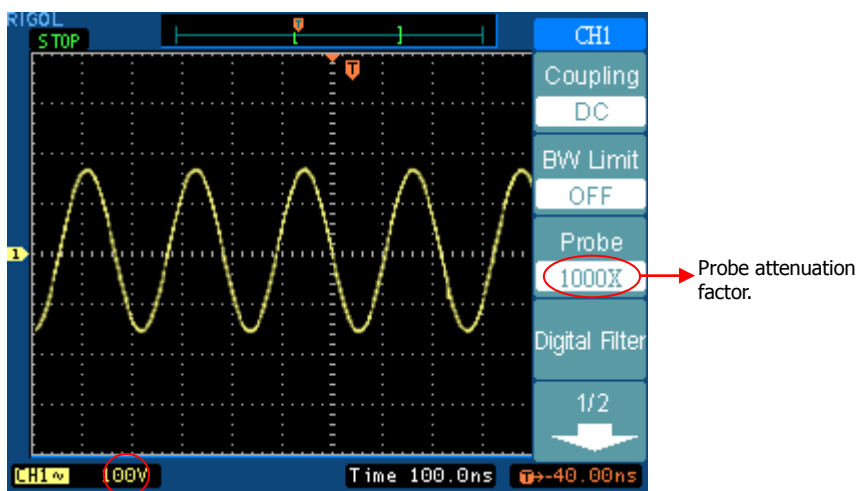 RIGOL
STOP
T
CH1
Coupling
DC
T
BW Limit
OFF
Probe
1000X
Probe attenuation
factor.
1
Digital Filter
1/2
CH1~ 100V Time 100.0ns T→-40.00ns